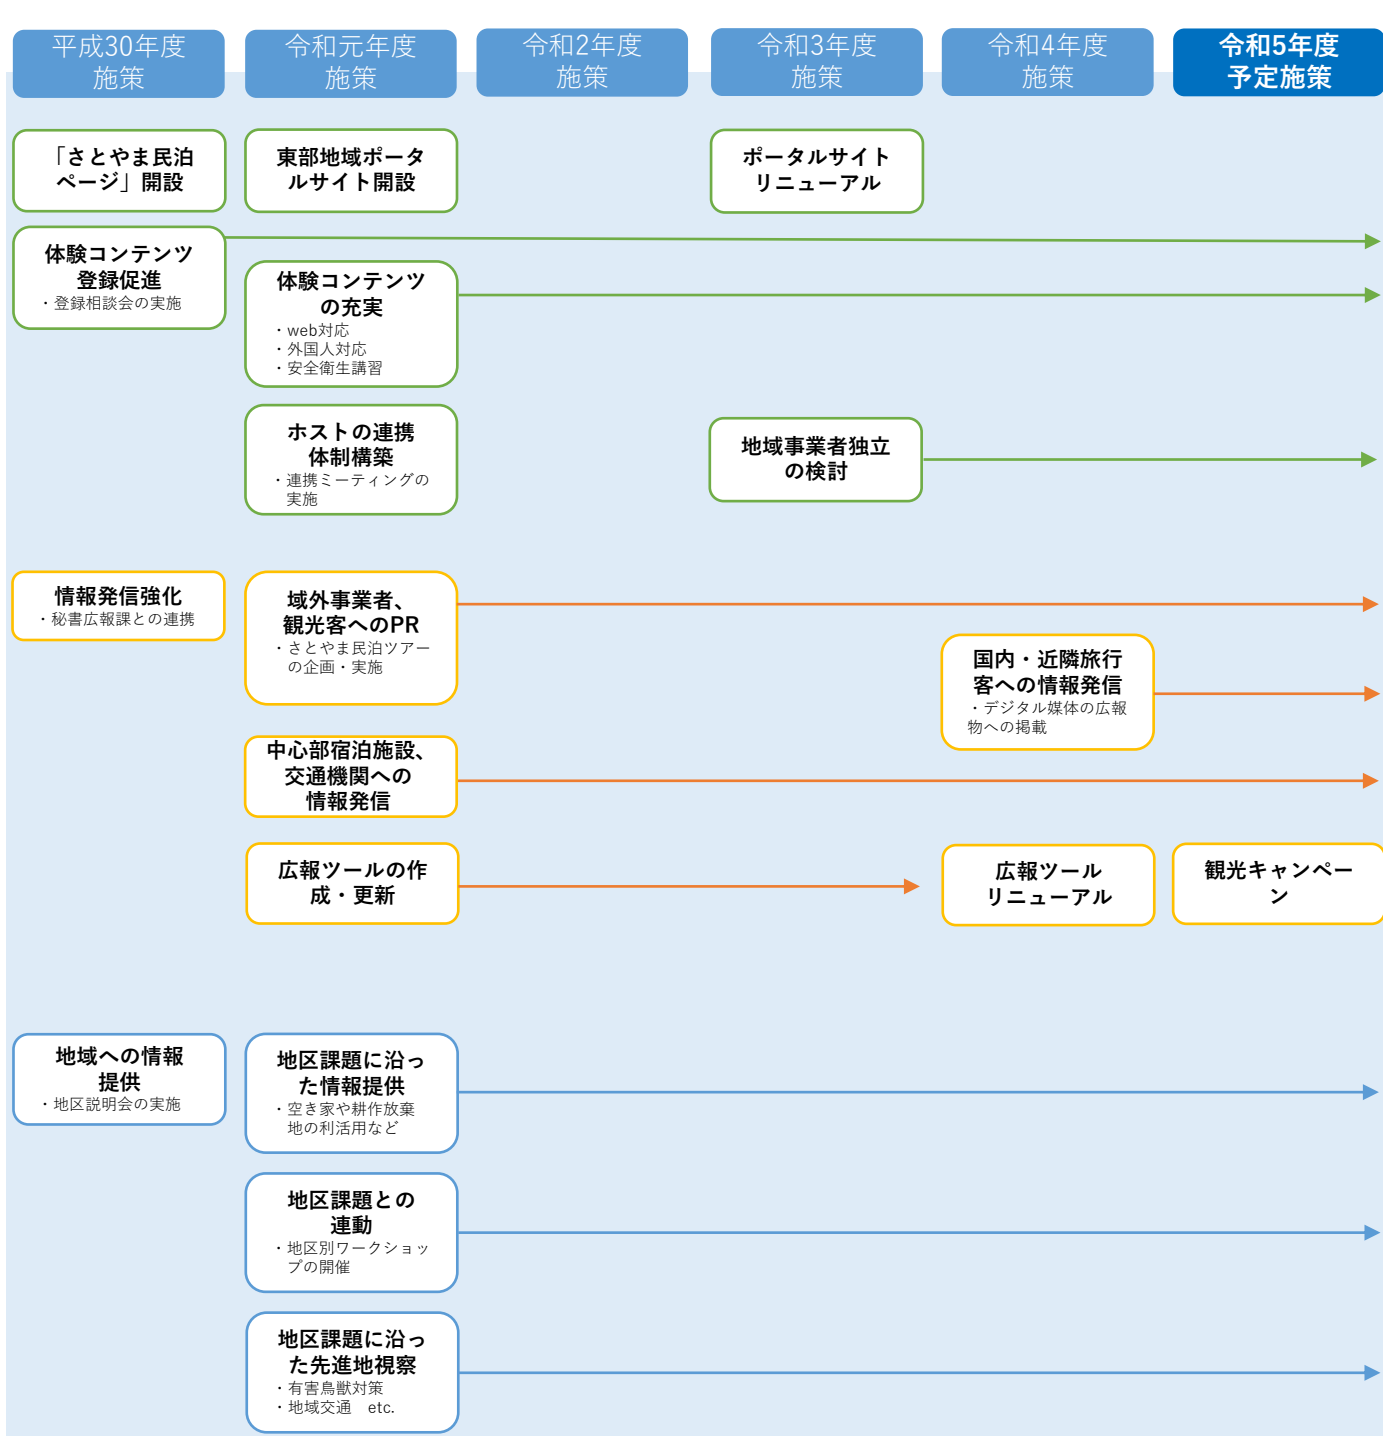 平成30年度
施策
令和元年度
施策
令和2年度
施策
令和3年度
施策
令和4年度
施策
令和5年度
予定施策
「さとやま民泊
ページ」開設
東部地域ポータ
ルサイト開設
ポータルサイト
リニューアル
体験コンテンツ
登録促進
・登録相談会の実施
体験コンテンツ
の充実
・web対応
・外国人対応
・安全衛生講習
ホストの連携
体制構築
・連携ミーティングの
実施
地域事業者独立
の検討
情報発信強化
・秘書広報課との連携
域外事業者、
観光客へのPR
・さとやま民泊ツアー
の企画・実施
国内・近隣旅行
客への情報発信
・デジタル媒体の広報
物への掲載
中心部宿泊施設、
交通機関への
情報発信
広報ツールの作
成・更新
広報ツール
リニューアル
観光キャンペー
ン
地域への情報
提供
・地区説明会の実施
地区課題に沿っ
た情報提供
・空き家や耕作放棄
地の利活用など
地区課題との
連動
・地区別ワークショッ
プの開催
地区課題に沿っ
た先進地視察
・有害鳥獣対策
・地域交通　etc.